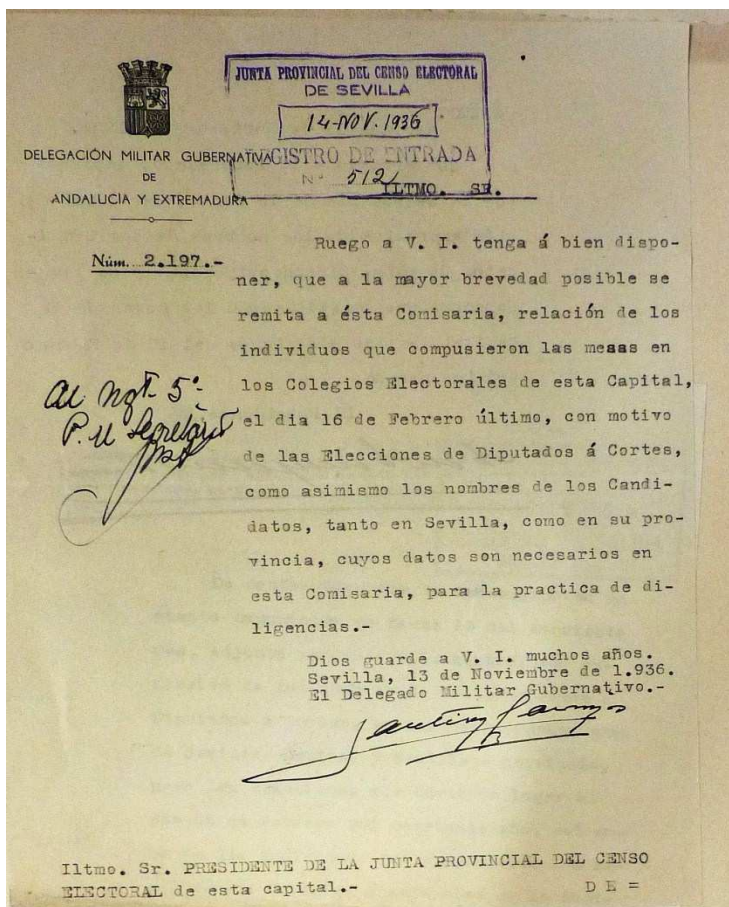 JUNTA PROVINCIAL DEL CENSO ELECTORAL
DE SEVILLA
14-NOV. 1936
REGISTRO DE ENTRADA
Nº 512
DELEGACIÓN MILITAR GUBERNATIVA
DE
ANDALUCIA Y EXTREMADURA
ILTMO. SR.
Núm. 2.197.-
Ruego a V. I. tenga á bien dispo-
ner, que a la mayor brevedad posible se
remita a ésta Comisaria, relación de los
individuos que compusieron las mesas en
los Colegios Electorales de esta Capital,
el dia 16 de Febrero último, con motivo
de las Elecciones de Diputados á Cortes,
como asimismo los nombres de los Candi-
datos, tanto en Sevilla, como en su pro-
vincia, cuyos datos son necesarios en
esta Comisaria, para la practica de di-
ligencias.-
Al Ngt. 5º
Dios guarde a V. I. muchos años.
Sevilla, 13 de Noviembre de 1.936.
El Delegado Militar Gubernativo.-
Iltmo. Sr. PRESIDENTE DE LA JUNTA PROVINCIAL DEL CENSO
ELECTORAL de esta capital.- D E =